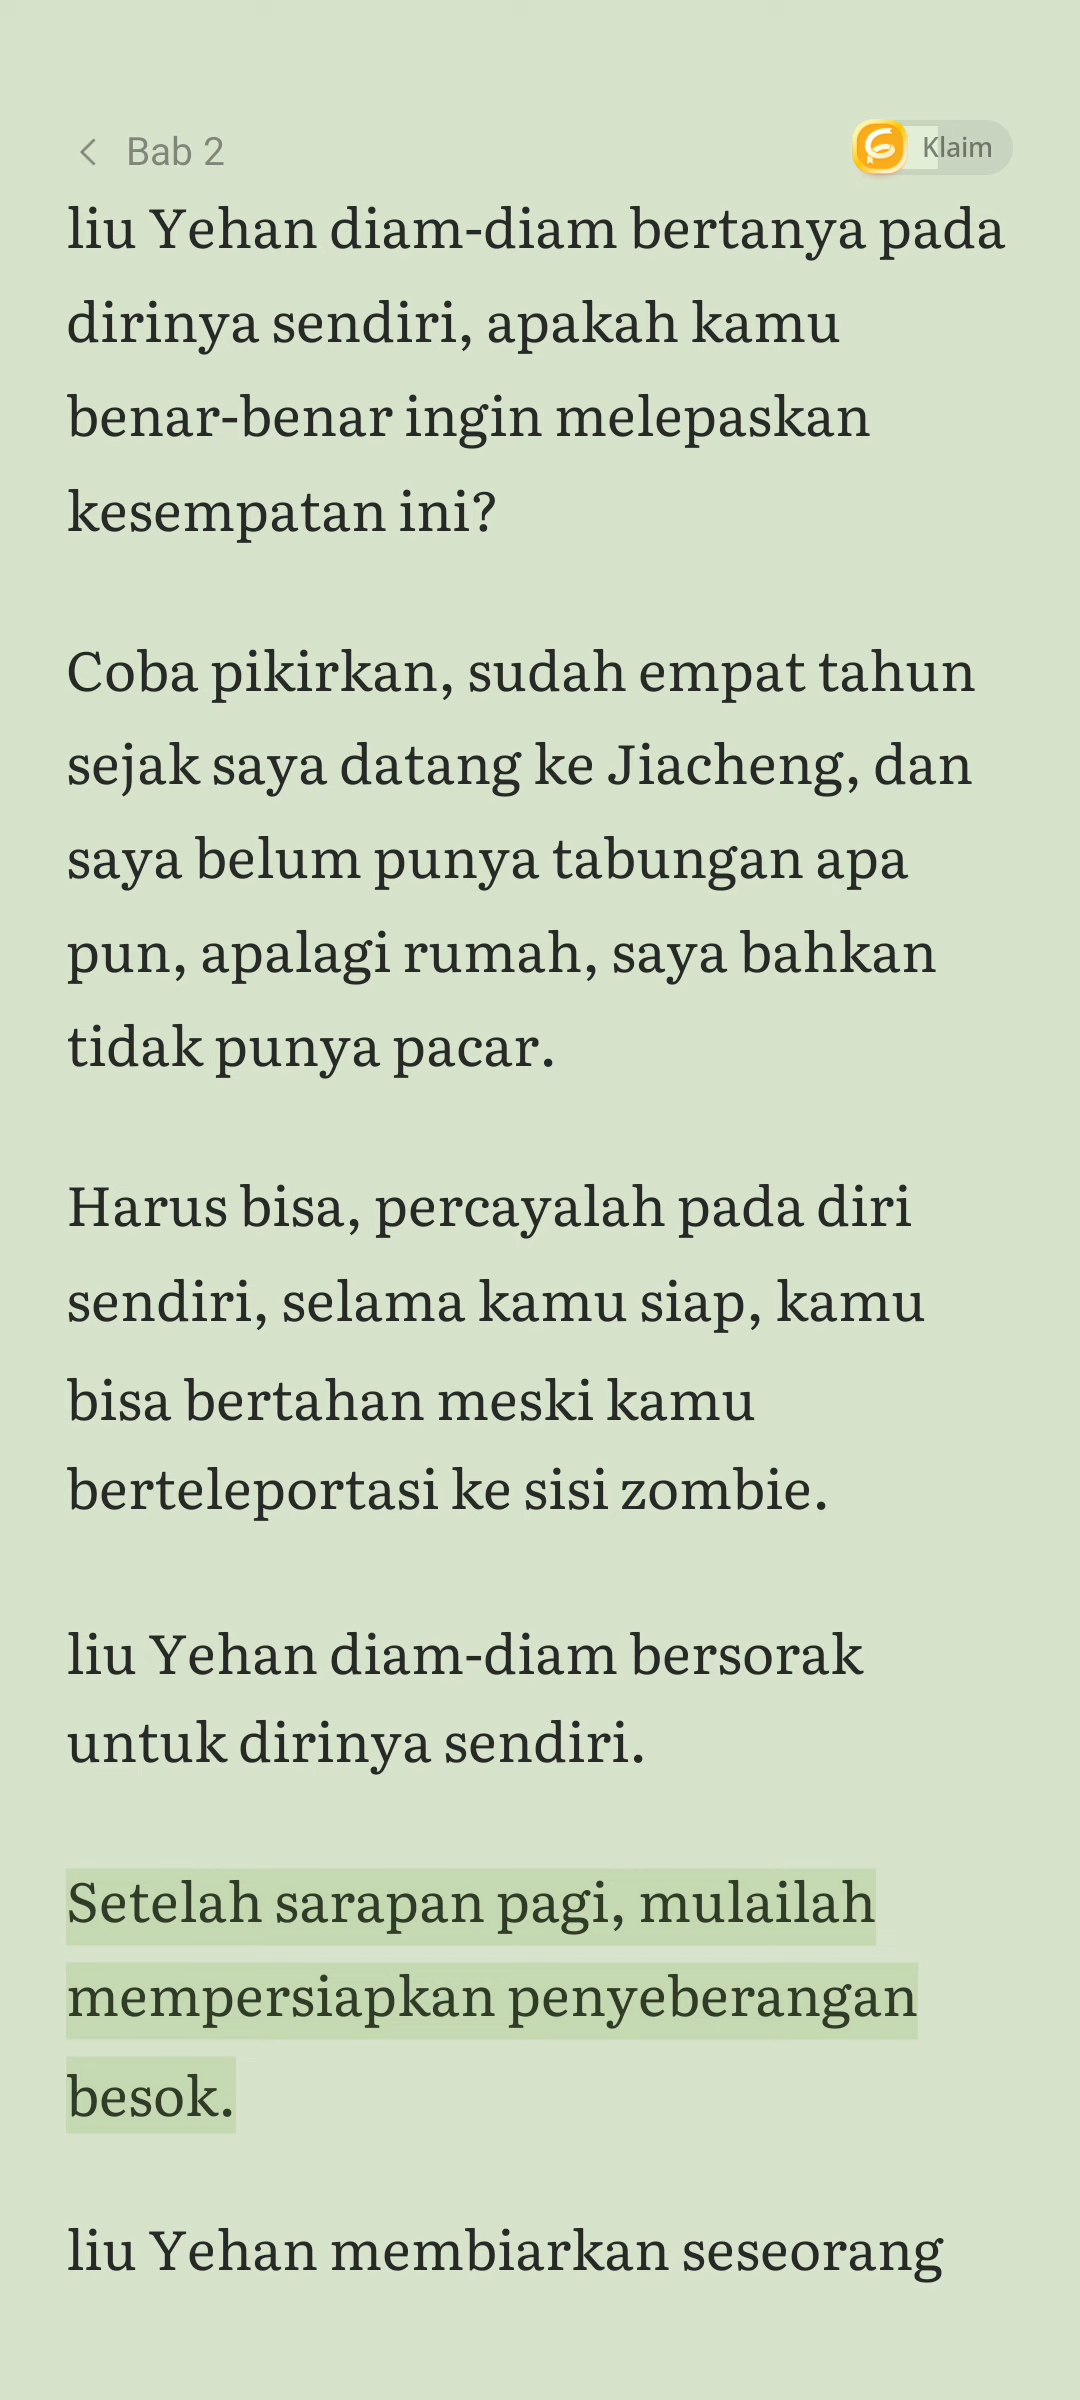 Bab 2
Klaim
liu Yehan diam-diam bertanya pada
dirinya sendiri, apakah kamu
benar-benar ingin melepaskan
kesempatan ini?
Coba pikirkan, sudah empat tahun
sejak saya datang ke Jiacheng, dan
saya belum punya tabungan apa
pun, apalagi rumah, saya bahkan
tidak punya pacar.
Harus bisa, percayalah pada diri
sendiri, selama kamu siap, kamu
bisa bertahan meski kamu
berteleportasi ke sisi zombie.
liu Yehan diam-diam bersorak
untuk dirinya sendiri.
Setelah sarapan pagi, mulailah
mempersiapkan penyeberangan
besok.
liu Yehan membiarkan seseorang